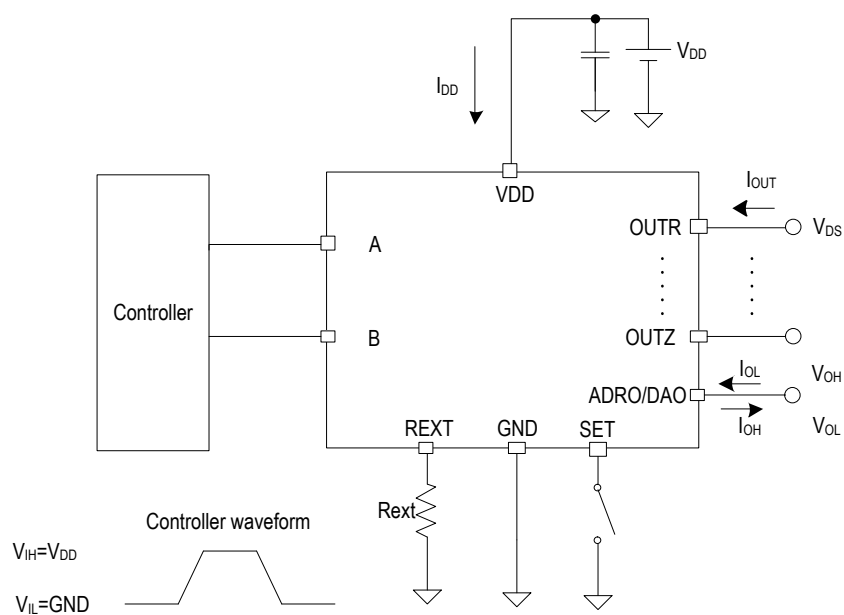 VDD
IDD
VDD
IOUT
OUTR
VDS
A
Controller
B
OUTZ
IOL
VOH
ADRO/DAO
IOH
VOL
REXT
GND
SET
Rext
Controller waveform
VIH=VDD
VIL=GND